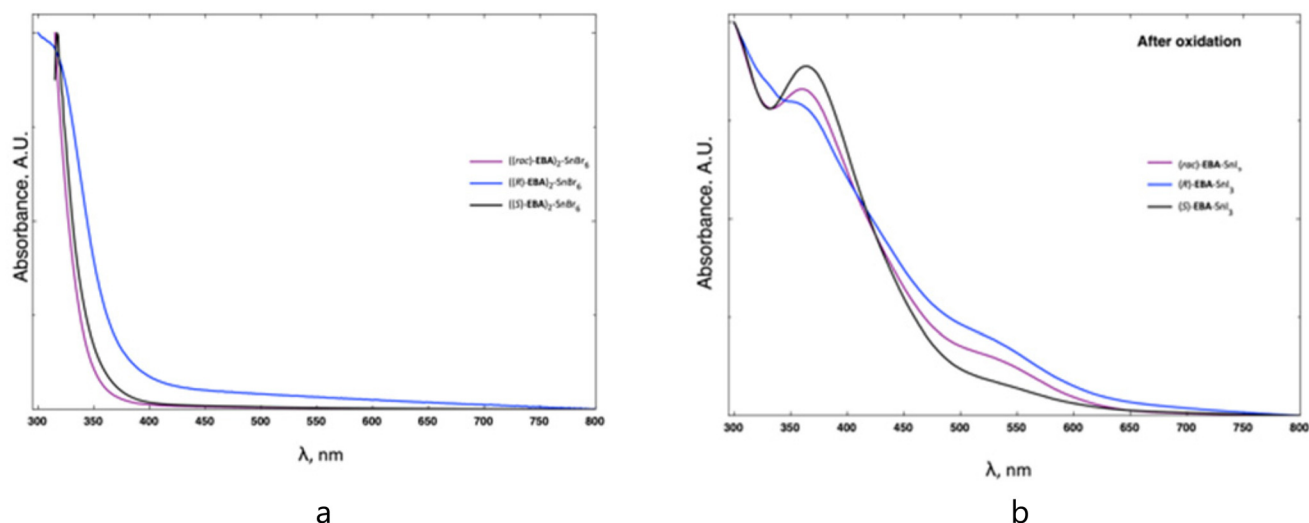 Absorbance. A.U.
((rac)-EBA)₂-SnBr₆
((R)-EBA)₂-SnBr₆
((S)-EBA)₂-SnBr₆
300 350 400 450 500 550 600 650 700 750 800
λ, nm
a
After oxidation
Absorbance. A.U.
(rac)-EBA-SnI
(R)-EBA-SnI₃
(S)-EBA-SnI₃
300 350 400 450 500 550 600 650 700 750 800
λ, nm
b